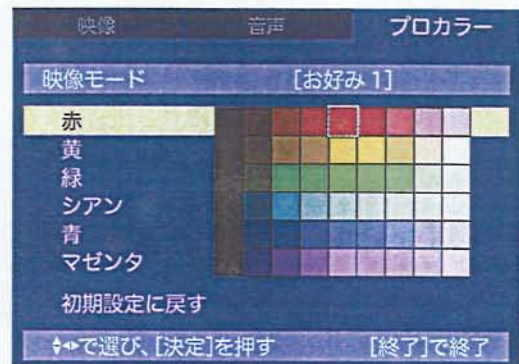 映像 音声 プロカラー
映像モード [お好み1]
赤
黄
緑
シアン
青
マゼンタ
初期設定に戻す
で選び、[決定]を押す [終了]で終了